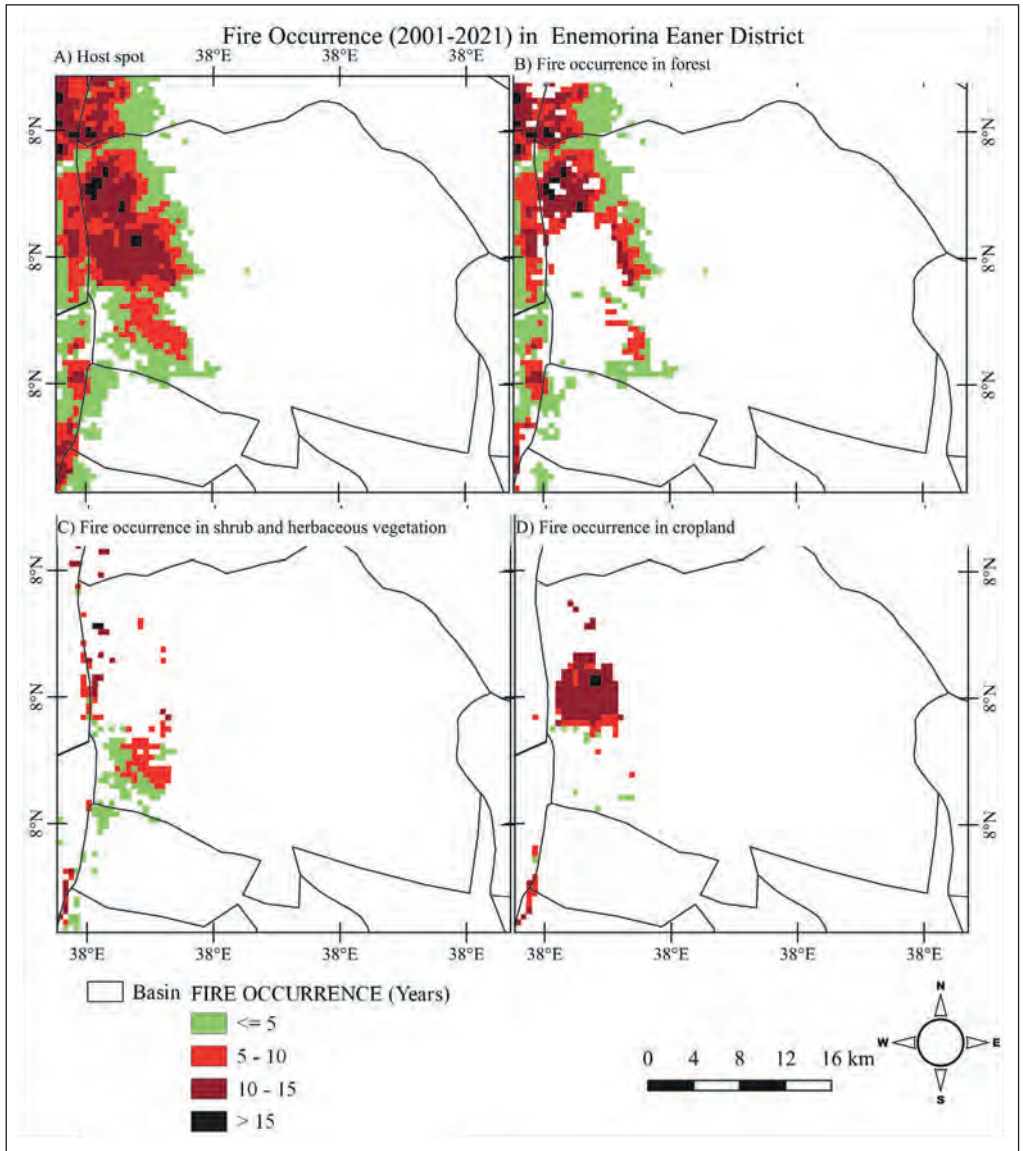 Fire Occurrence (2001-2021) in Enemorina Eaner District
A) Host spot
38°E
38°E
38°E
B) Fire occurrence in forest
8°N
8°N
8°N
8°N
8°N
8°N
C) Fire occurrence in shrub and herbaceous vegetation
D) Fire occurrence in cropland
8°N
8°N
8°N
8°N
8°N
8°N
38°E
38°E
38°E
38°E
38°E
38°E
38°E
38°E
Basin FIRE OCCURRENCE (Years)
<= 5
5 - 10
10 - 15
> 15
0 4 8 12 16 km
N
W E
S